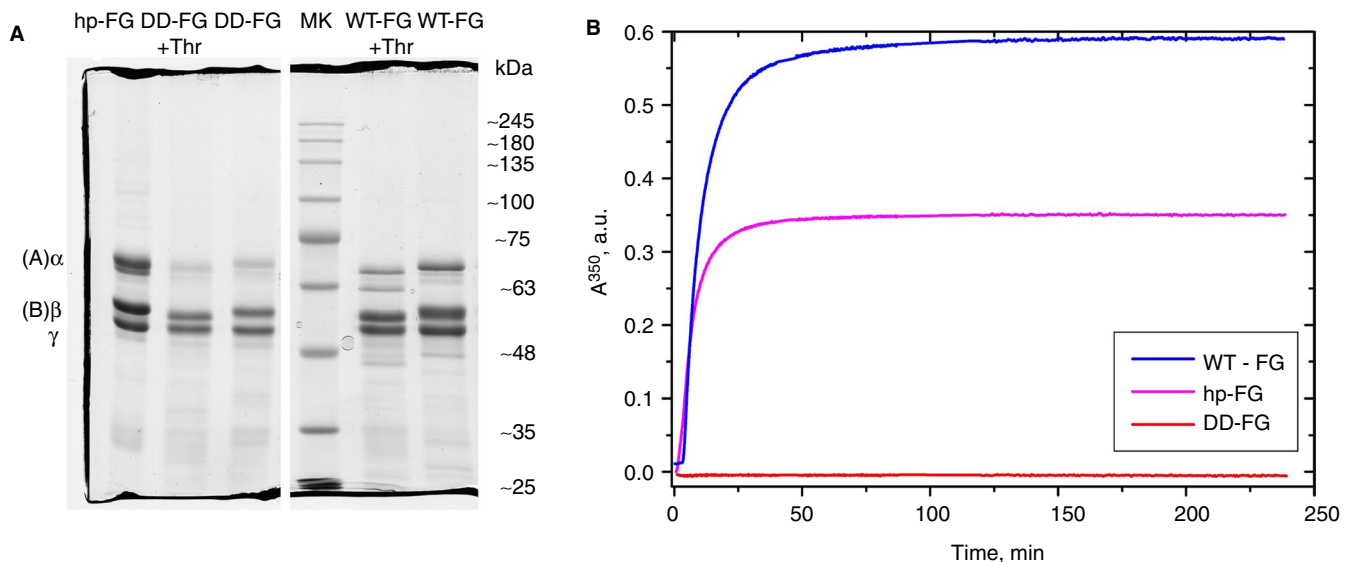 A
hp-FG DD-FG DD-FG MK WT-FG WT-FG
+Thr +Thr
kDa
~245
~180
~135
~100
~75
(A)α
~63
(B)β
γ
~48
~35
~25
B
0.6
0.5
0.4
0.3
0.2
0.1
0.0
A350, a.u.
WT - FG
hp-FG
DD-FG
0 50 100 150 200 250
Time, min